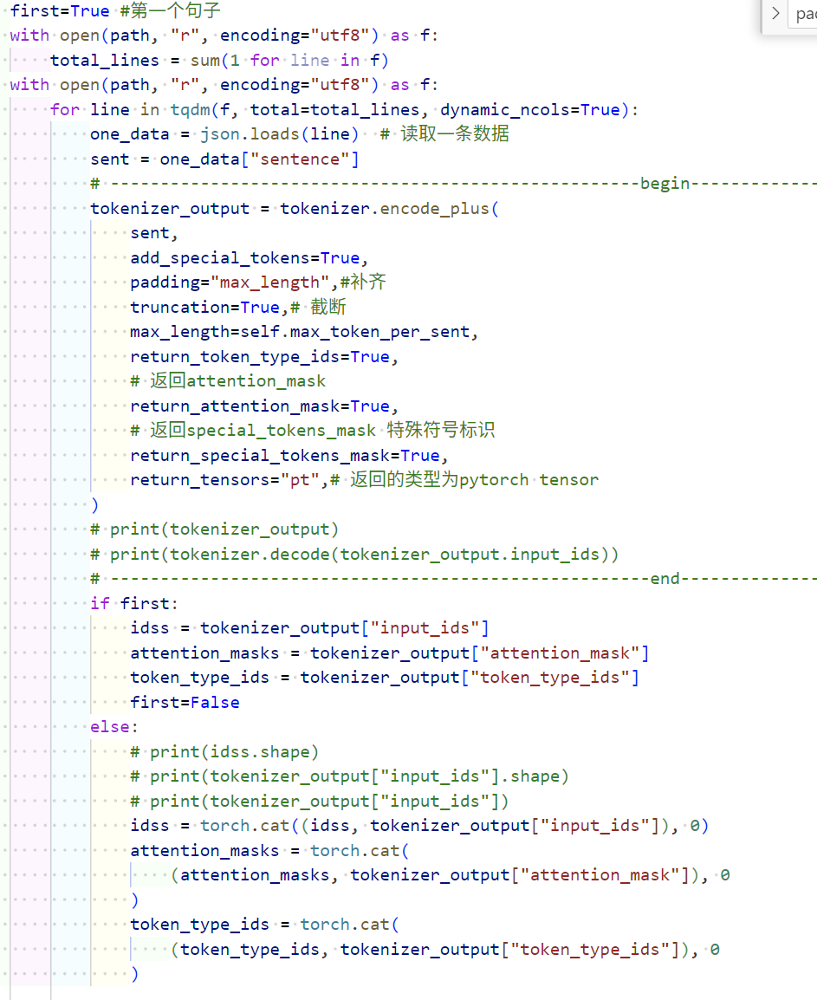 first=True #第一个句子
with open(path, "r", encoding="utf8") as f:
    total_lines = sum(1 for line in f)
with open(path, "r", encoding="utf8") as f:
    for line in tqdm(f, total=total_lines, dynamic_ncols=True):
        one_data = json.loads(line)  # 读取一条数据
        sent = one_data["sentence"]
        # -----------------------------------------------------begin-------------
        tokenizer_output = tokenizer.encode_plus(
            sent,
            add_special_tokens=True,
            padding="max_length",#补齐
            truncation=True,# 截断
            max_length=self.max_token_per_sent,
            return_token_type_ids=True,
            # 返回attention_mask
            return_attention_mask=True,
            # 返回special_tokens_mask 特殊符号标识
            return_special_tokens_mask=True,
            return_tensors="pt",# 返回的类型为pytorch tensor
        )
        # print(tokenizer_output)
        # print(tokenizer.decode(tokenizer_output.input_ids))
        # ------------------------------------------------------end--------------
        if first:
            idss = tokenizer_output["input_ids"]
            attention_masks = tokenizer_output["attention_mask"]
            token_type_ids = tokenizer_output["token_type_ids"]
            first=False
        else:
            # print(idss.shape)
            # print(tokenizer_output["input_ids"].shape)
            # print(tokenizer_output["input_ids"])
            idss = torch.cat((idss, tokenizer_output["input_ids"]), 0)
            attention_masks = torch.cat(
                (attention_masks, tokenizer_output["attention_mask"]), 0
            )
            token_type_ids = torch.cat(
                (token_type_ids, tokenizer_output["token_type_ids"]), 0
            )